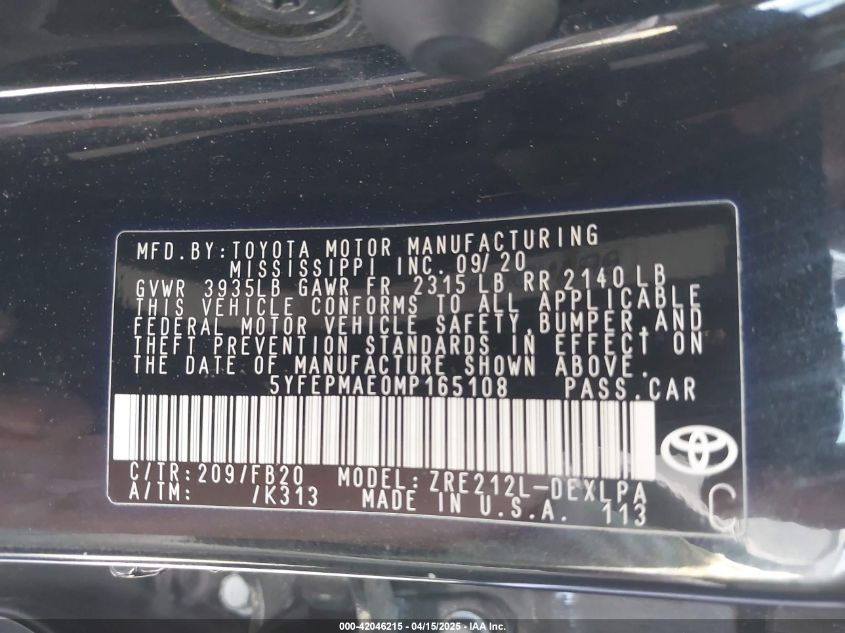 MFD.BY:TOYOTA MOTOR MANUFACTURING
MISSISSIPPI INC. 09/20
GVWR 3935LB GAWR FR 2315 LB RR 2140 LB
THIS VEHICLE CONFORMS TO ALL APPLICABLE
FEDERAL MOTOR VEHICLE SAFETY,BUMPER,AND
THEFT PREVENTION STANDARDS IN EFFECT ON
THE DATE OF MANUFACTURE SHOWN ABOVE.
5YFEPMAE0MP165108 PASS.CAR
C/TR:209/FB20 MODEL:ZRE212L-DEXLPA
A/TM: /K313 MADE IN U.S.A. 113 C
000-42046215 - 04/15/2025 - IAA Inc.